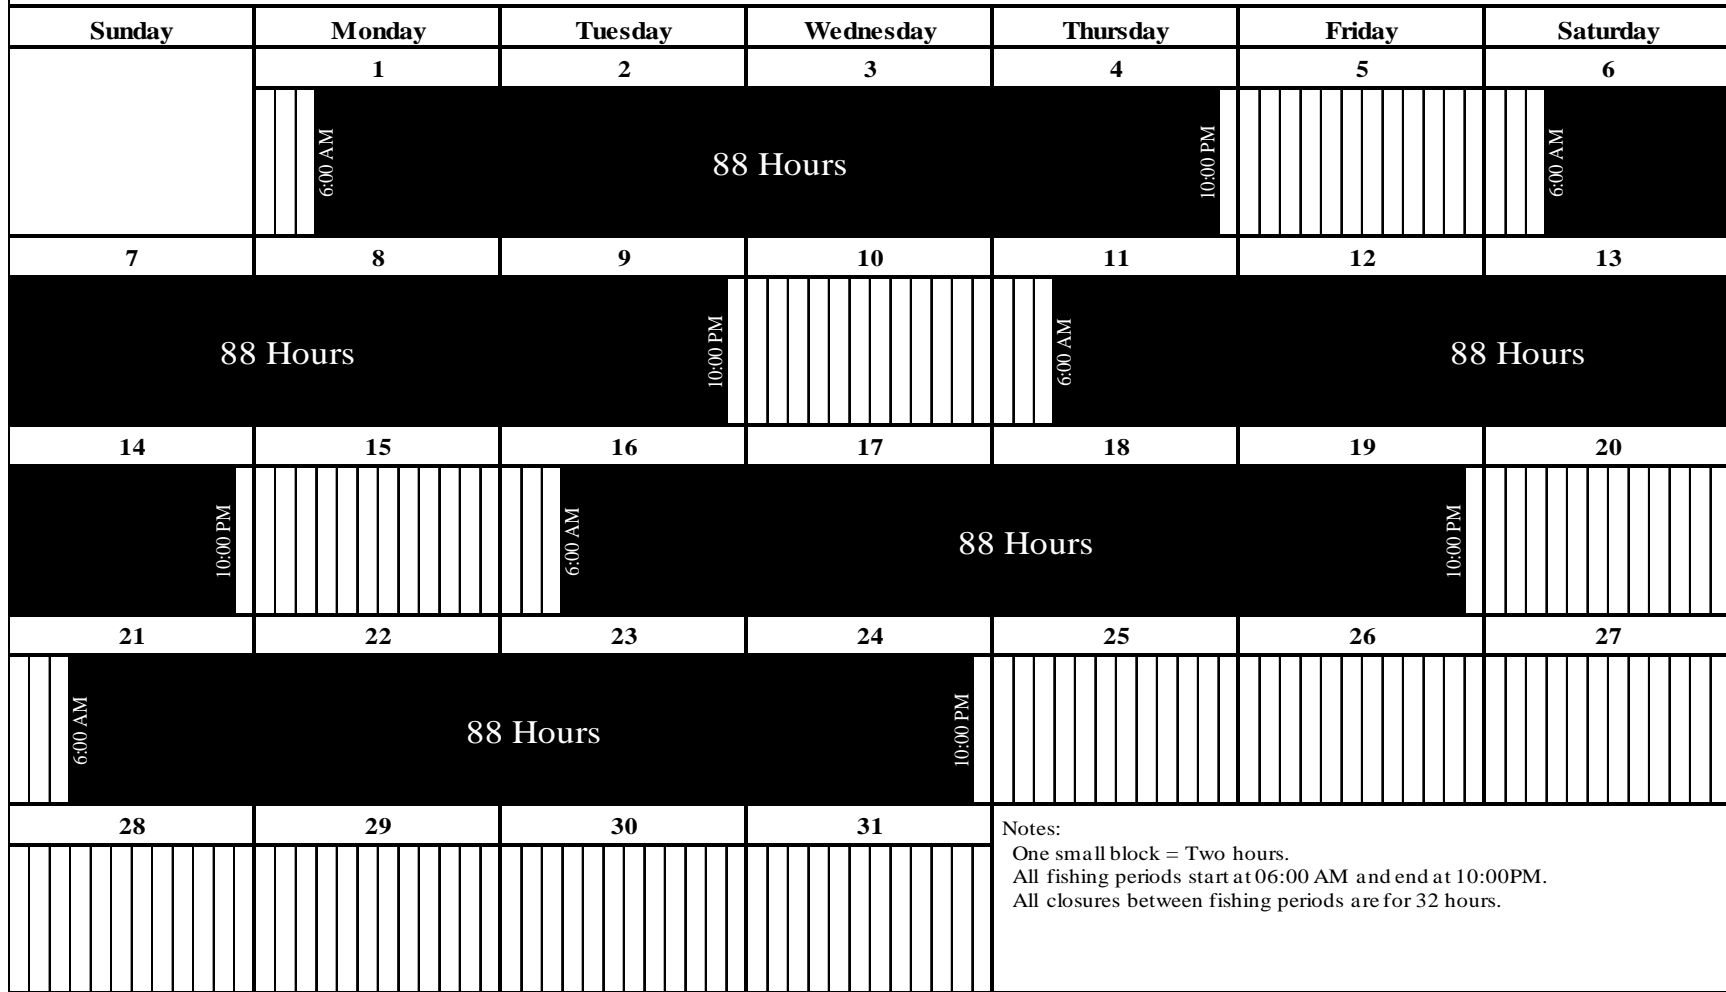 Sunday Monday Tuesday Wednesday Thursday Friday Saturday
1 2 3 4 5 6
6:00 AM 88 Hours 10:00 PM 6:00 AM
7 8 9 10 11 12 13
88 Hours 10:00 PM 6:00 AM 88 Hours
14 15 16 17 18 19 20
10:00 PM 6:00 AM 88 Hours 10:00 PM
21 22 23 24 25 26 27
6:00 AM 88 Hours 10:00 PM
28 29 30 31
Notes:
One small block = Two hours.
All fishing periods start at 06:00 AM and end at 10:00PM.
All closures between fishing periods are for 32 hours.